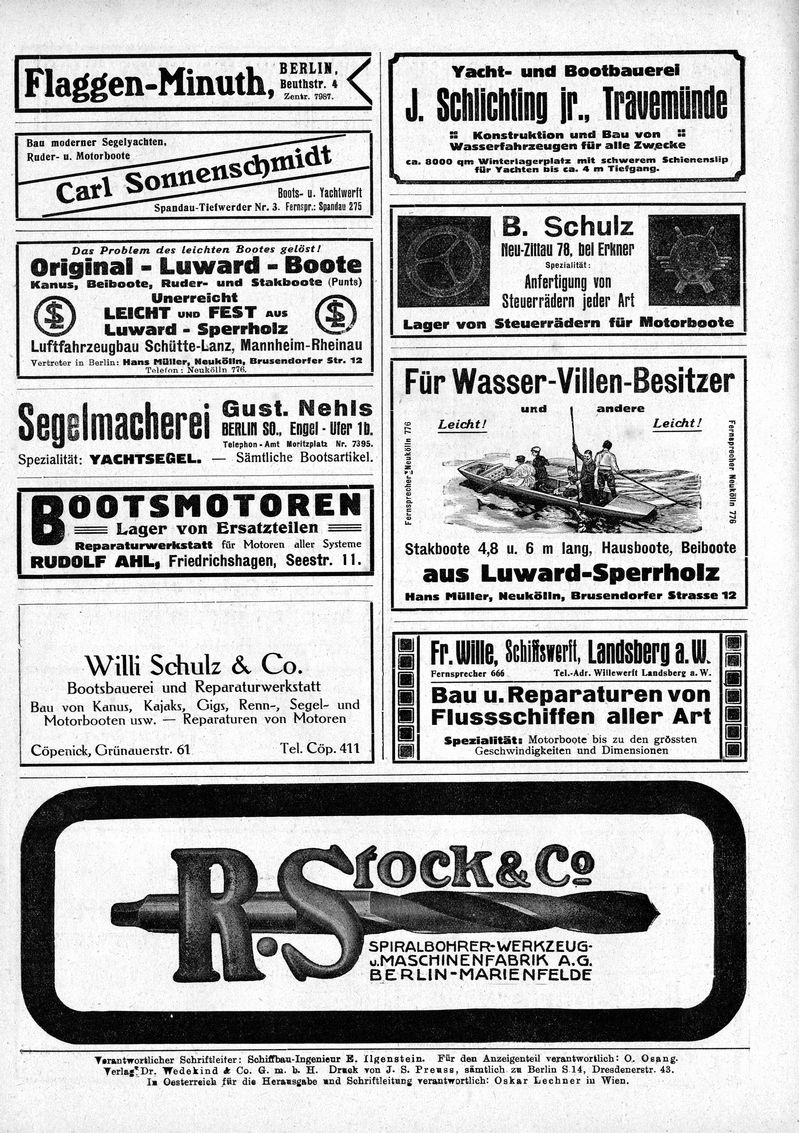 Flaggen-Minuth,
BERLIN,
Beuthstr. 4
Zentr. 7987.
Bau moderner Segelyachten,
Ruder- u. Motorboote
Carl Sonnenschmidt
Boots- u. Yachtwerft
Spandau-Tiefwerder Nr. 3. Fernspr.: Spandau 275
Das Problem des leichten Bootes gelöst!
Original - Luward - Boote
Kanus, Beiboote, Ruder- und Stakboote (Punts)
Unerreicht
LEICHT UND FEST AUS
Luward - Sperrholz
Luftfahrzeugbau Schütte-Lanz, Mannheim-Rheinau
Vertreter in Berlin: Hans Müller, Neukölln, Brusendorfer Str. 12
Telefon: Neukölln 776.
Segelmacherei
Gust. Nehls
BERLIN SO., Engel-Ufer 1b.
Telephon-Amt Moritzplatz Nr. 7395.
Spezialität: YACHTSEGEL. — Sämtliche Bootsartikel.
BOOTSMOTOREN
Lager von Ersatzteilen
Reparaturwerkstatt für Motoren aller Systeme
RUDOLF AHL, Friedrichshagen, Seestr. 11.
Willi Schulz & Co.
Bootsbauerei und Reparaturwerkstatt
Bau von Kanus, Kajaks, Gigs, Renn-, Segel- und
Motorbooten usw. — Reparaturen von Motoren
Cöpenick, Grünauerstr. 61 Tel. Cöp. 411
Yacht- und Bootbauerei
J. Schlichting jr., Travemünde
Konstruktion und Bau von
Wasserfahrzeugen für alle Zwecke
ca. 8000 qm Winterlagerplatz mit schwerem Schienenslip
für Yachten bis ca. 4 m Tiefgang.
B. Schulz
Neu-Zittau 78, bei Erkner
Spezialität:
Anfertigung von
Steuerrädern jeder Art
Lager von Steuerrädern für Motorboote
Für Wasser-Villen-Besitzer
und andere
Leicht! Leicht!
Fernsprecher Neukölln 776
Fernsprecher Neukölln 776
Stakboote 4,8 u. 6 m lang, Hausboote, Beiboote
aus Luward-Sperrholz
Hans Müller, Neukölln, Brusendorfer Strasse 12
Fr. Wille, Schiffswerft, Landsberg a. W.
Fernsprecher 666 Tel.-Adr. Willewerft Landsberg a. W.
Bau u. Reparaturen von
Flussschiffen aller Art
Spezialität: Motorboote bis zu den grössten
Geschwindigkeiten und Dimensionen
R. Stock & Co
SPIRALBOHRER-WERKZEUG-
u. MASCHINENFABRIK A.G.
BERLIN-MARIENFELDE
Verantwortlicher Schriftleiter: Schiffbau-Ingenieur E. Ilgenstein. Für den Anzeigenteil verantwortlich: O. Osang.
Verlag: Dr. Wedekind & Co. G. m. b. H. Druck von J. S. Preuss, sämtlich zu Berlin S 14, Dresdenerstr. 43.
In Oesterreich für die Herausgabe und Schriftleitung verantwortlich: Oskar Lechner in Wien.